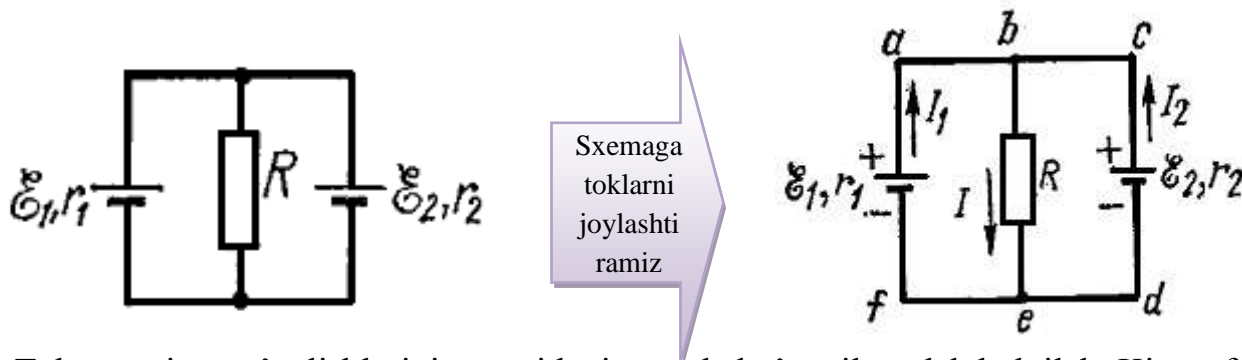 ℰ1,r1
R
ℰ2,r2
Sxemaga
toklarni
joylashti
ramiz
a b c
I1
I2
+
+
ℰ1,r1
I
R
ℰ2,r2
−
−
f
e
d